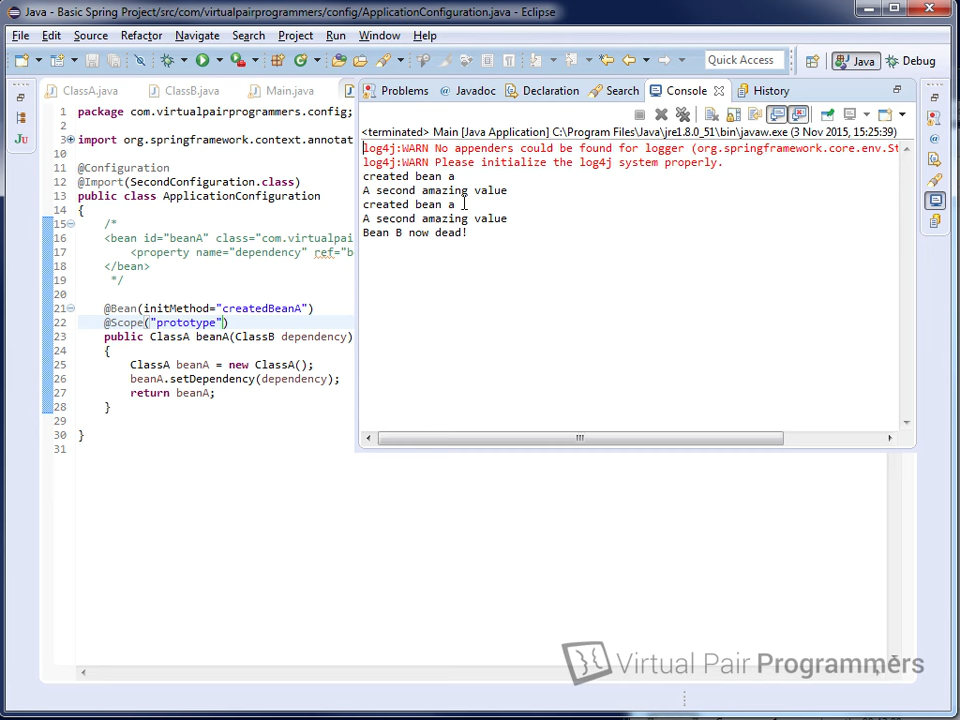 Java - Basic Spring Project/src/com/virtualpairprogrammers/config/ApplicationConfiguration.java - Eclipse
File Edit Source Refactor Navigate Search Project Run Window Help
Quick Access Java Debug
ClassA.java ClassB.java Main.java
Problems Javadoc Declaration Search Console History
<terminated> Main [Java Application] C:\Program Files\Java\jre1.8.0_51\bin\javaw.exe (3 Nov 2015, 15:25:39)
log4j:WARN No appenders could be found for logger (org.springframework.core.env.St
log4j:WARN Please initialize the log4j system properly.
created bean a
A second amazing value
created bean a
A second amazing value
Bean B now dead!
1 package com.virtualpairprogrammers.config;
2
3 import org.springframework.context.annotat
10
11 @Configuration
12 @Import(SecondConfiguration.class)
13 public class ApplicationConfiguration
14 {
15 /*
16 <bean id="beanA" class="com.virtualpai
17 <property name="dependency" ref="b
18 </bean>
19 */
20
21 @Bean(initMethod="createdBeanA")
22 @Scope("prototype")
23 public ClassA beanA(ClassB dependency)
24 {
25 ClassA beanA = new ClassA();
26 beanA.setDependency(dependency);
27 return beanA;
28 }
29
30 }
31
Virtual Pair Programmers